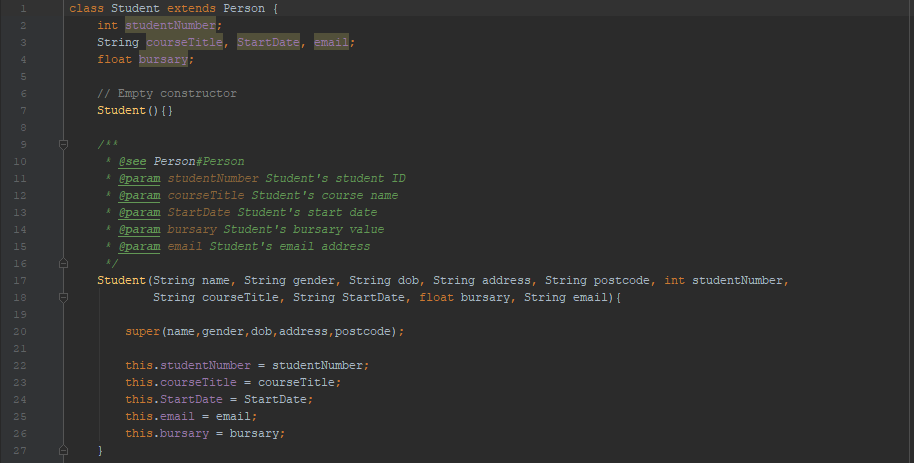 1 class Student extends Person {
2     int studentNumber;
3     String courseTitle, StartDate, email;
4     float bursary;
5
6     // Empty constructor
7     Student(){}
8
9     /**
10      * @see Person#Person
11      * @param studentNumber Student's student ID
12      * @param courseTitle Student's course name
13      * @param StartDate Student's start date
14      * @param bursary Student's bursary value
15      * @param email Student's email address
16      */
17     Student(String name, String gender, String dob, String address, String postcode, int studentNumber,
18             String courseTitle, String StartDate, float bursary, String email){
19
20         super(name,gender,dob,address,postcode);
21
22         this.studentNumber = studentNumber;
23         this.courseTitle = courseTitle;
24         this.StartDate = StartDate;
25         this.email = email;
26         this.bursary = bursary;
27     }